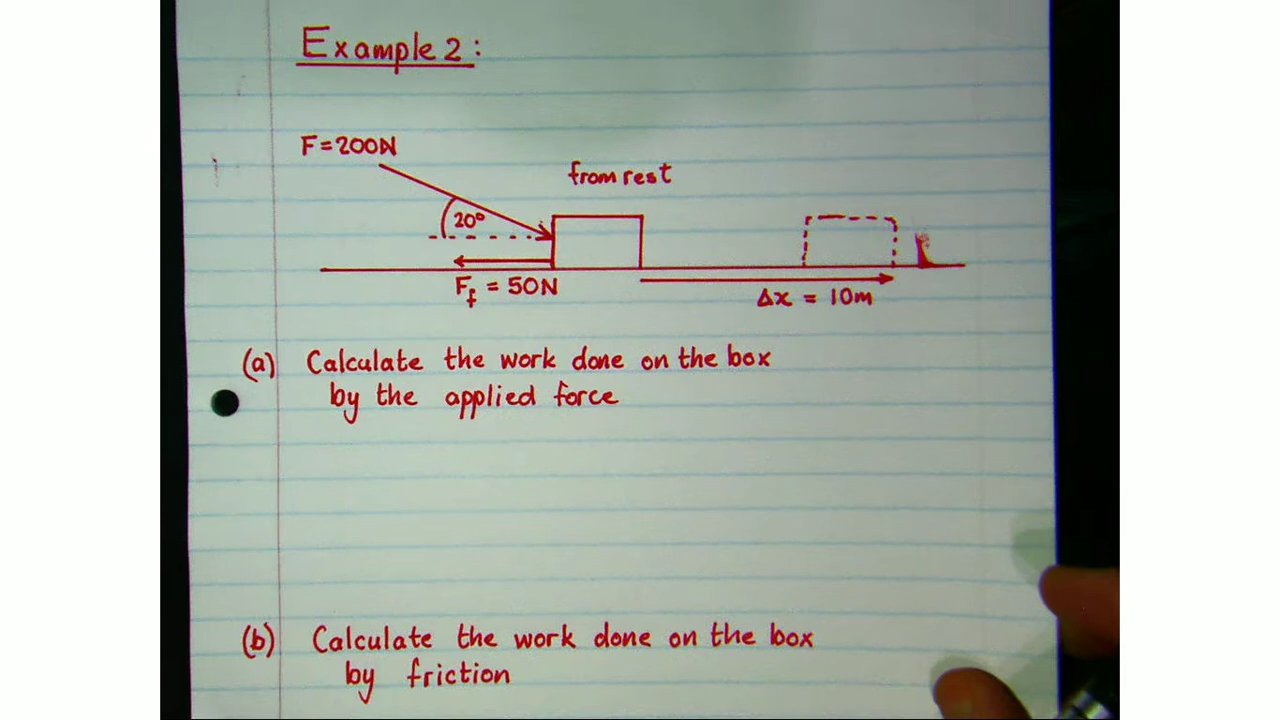 Example 2:
F = 200N
from rest
20°
Ff = 50N
Δx = 10m
(a) Calculate the work done on the box
by the applied force
(b) Calculate the work done on the box
by friction